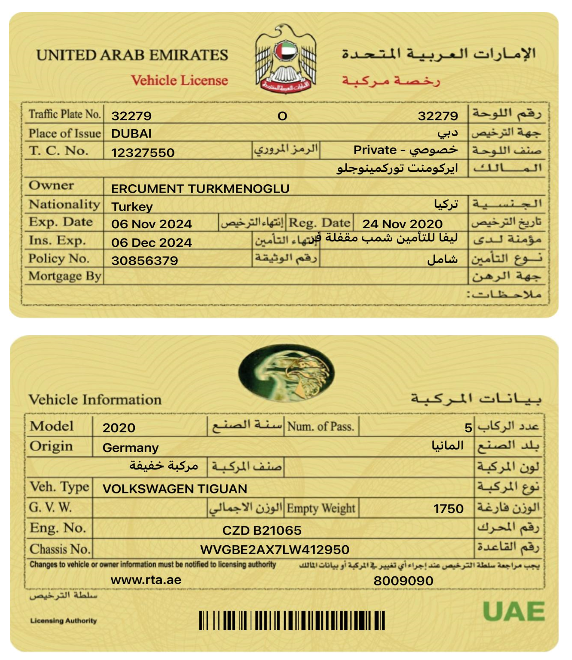 UNITED ARAB EMIRATES الإمارات العربية المتحدة
Vehicle License رخصة مركبة
Traffic Plate No. 32279 O 32279 رقم اللوحة
Place of Issue DUBAI دبي جهة الترخيص
T. C. No. 12327550 الرمز المروري خصوصي - Private صنف اللوحة
ايركومنت توركمينوجلو المالك
Owner ERCUMENT TURKMENOGLU
Nationality Turkey تركيا الجنسية
Exp. Date 06 Nov 2024 إنتهاء الترخيص Reg. Date 24 Nov 2020 تاريخ الترخيص
Ins. Exp. 06 Dec 2024 إنتهاء التأمين ليفا للتأمين شمب مقفلة فر مؤمنة لدى
Policy No. 30856379 رقم الوثيقة شامل نوع التأمين
Mortgage By جهة الرهن
ملاحظات:
Vehicle Information بيانات المركبة
Model 2020 سنة الصنع Num. of Pass. 5 عدد الركاب
Origin Germany المانيا بلد الصنع
مركبة خفيفة صنف المركبة لون المركبة
Veh. Type VOLKSWAGEN TIGUAN نوع المركبة
G. V. W. الوزن الاجمالي Empty Weight 1750 الوزن فارغة
Eng. No. CZD B21065 رقم المحرك
Chassis No. WVGBE2AX7LW412950 رقم القاعدة
Changes to vehicle or owner information must be notified to licensing authority يجب مراجعة سلطة الترخيص عند إجراء أي تغيير في المركبة أو بيانات المالك
www.rta.ae 8009090
سلطة الترخيص
Licensing Authority UAE